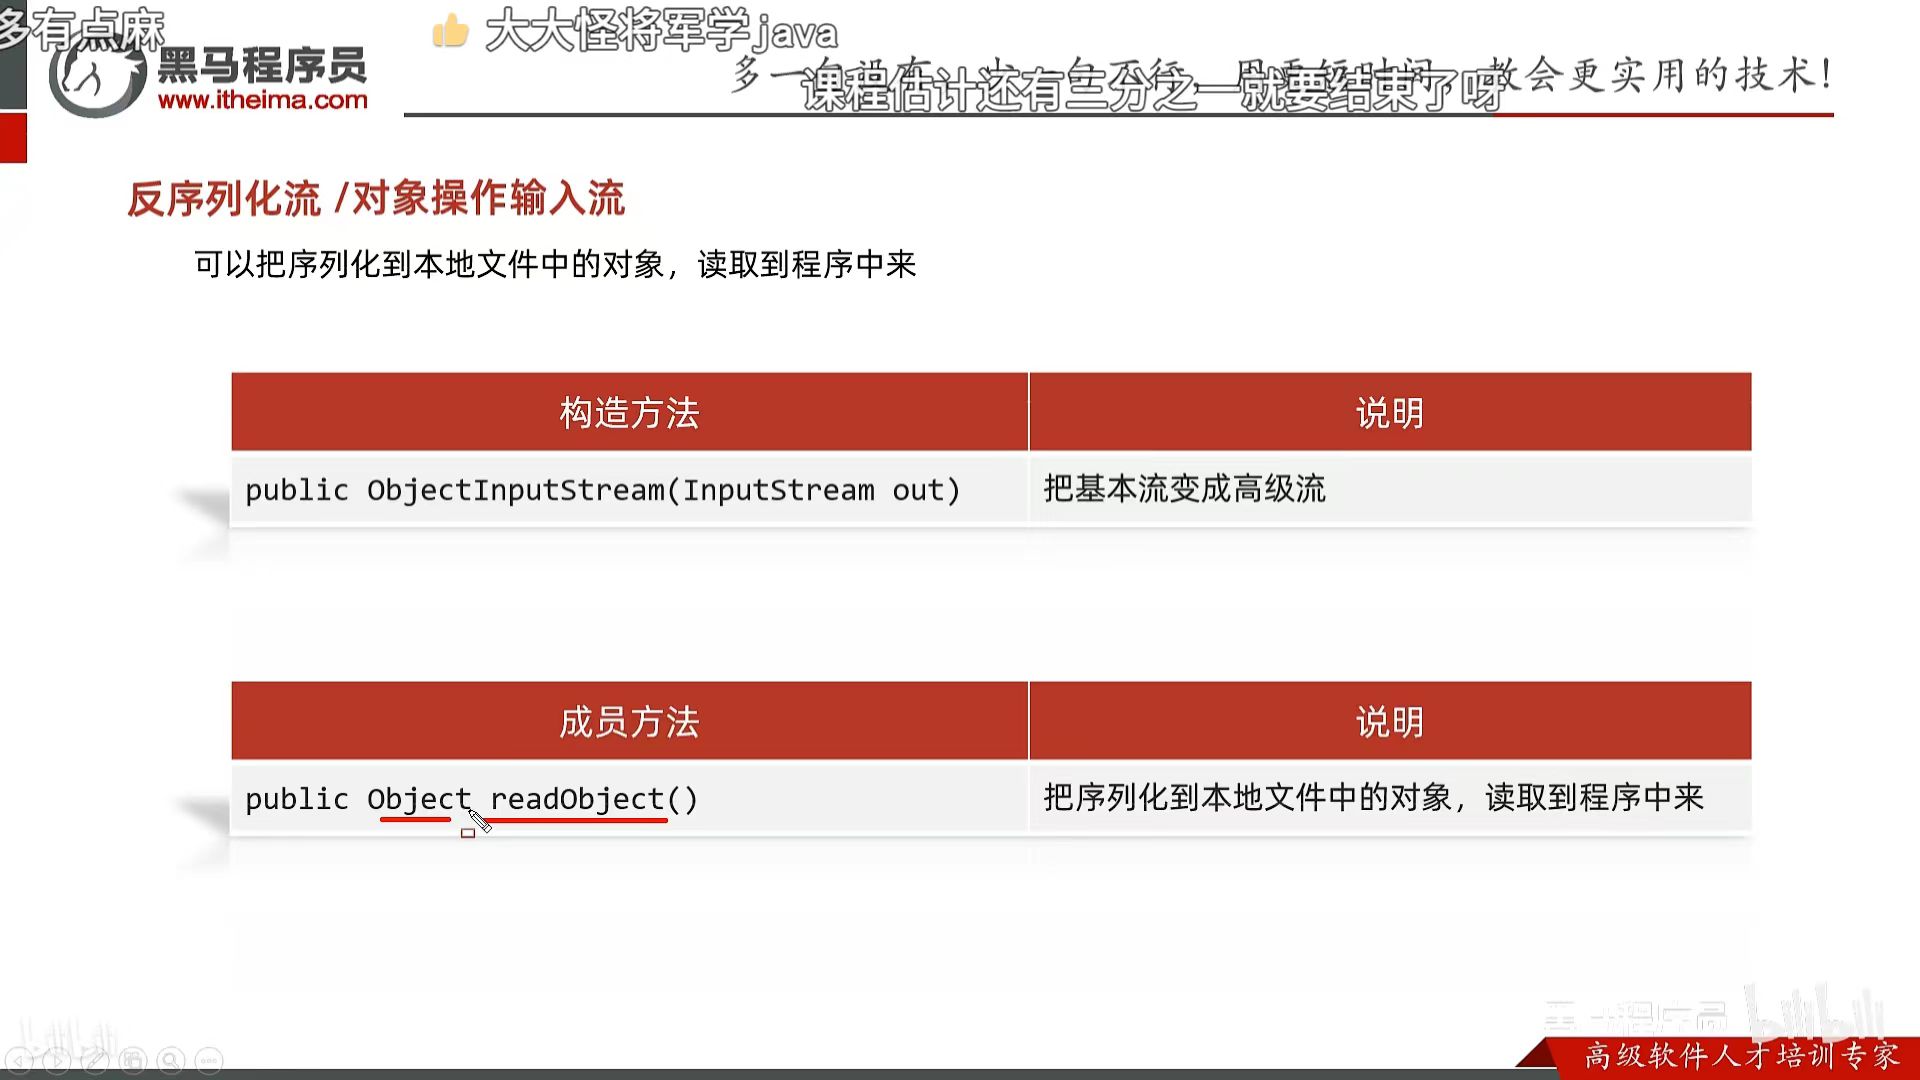 多有点麻
大大怪将军学java
黑马程序员
www.itheima.com
课程估计还有三分之一就要结束了呀
教会更实用的技术!
反序列化流 /对象操作输入流
可以把序列化到本地文件中的对象，读取到程序中来
构造方法 说明
public ObjectInputStream(InputStream out) 把基本流变成高级流
成员方法 说明
public Object readObject() 把序列化到本地文件中的对象，读取到程序中来
bilibili
高级软件人才培训专家